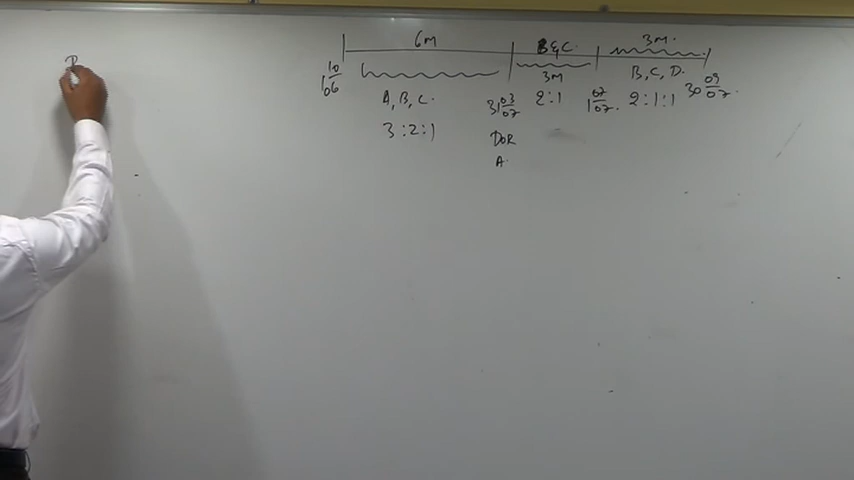 6M B&C. 3M.
1 10/06 3M B, C, D.
A, B, C. 31 03/07 2:1 1 07/07. 2:1:1 30 09/07.
3:2:1 DOR
A.